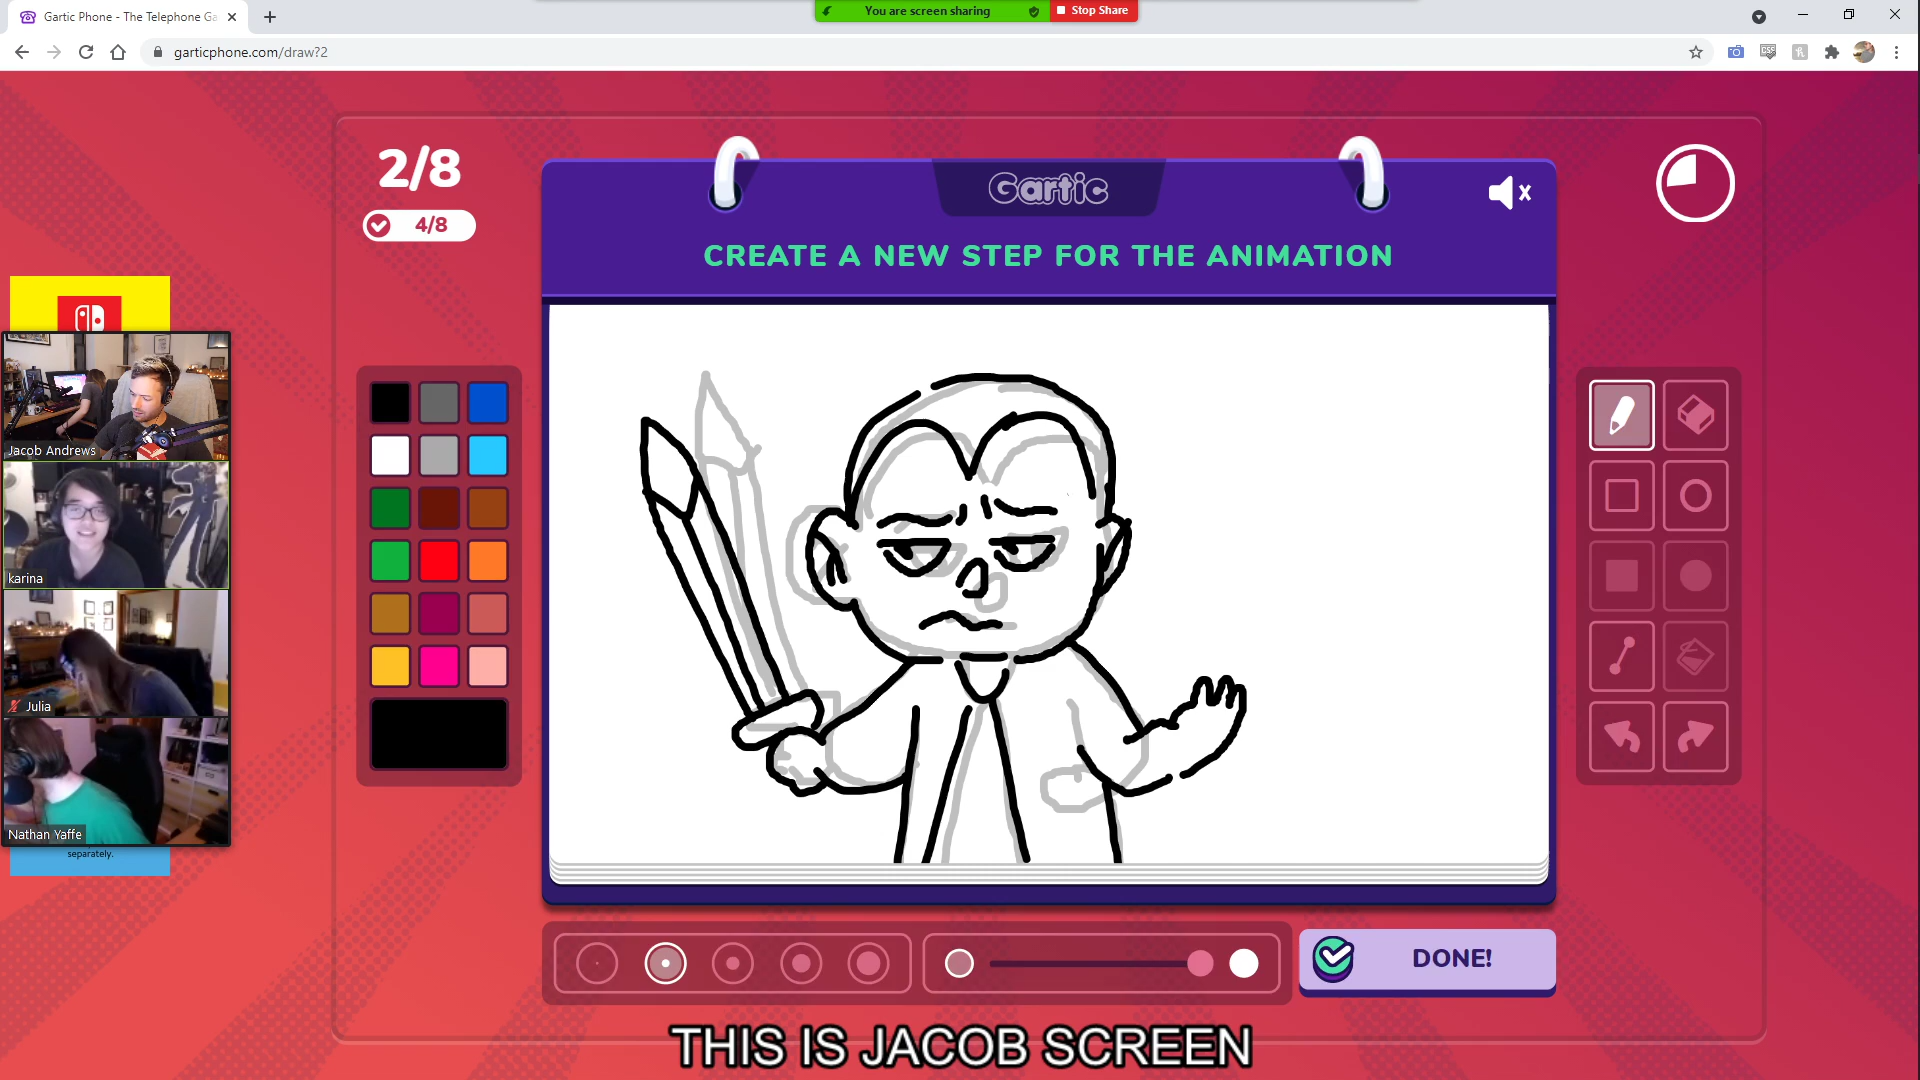 Gartic Phone - The Telephone Ga
You are screen sharing
Stop Share
garticphone.com/draw?2
2/8
4/8
Gartic
CREATE A NEW STEP FOR THE ANIMATION
Jacob Andrews
karina
Julia
Nathan Yaffe
separately.
DONE!
THIS IS JACOB SCREEN